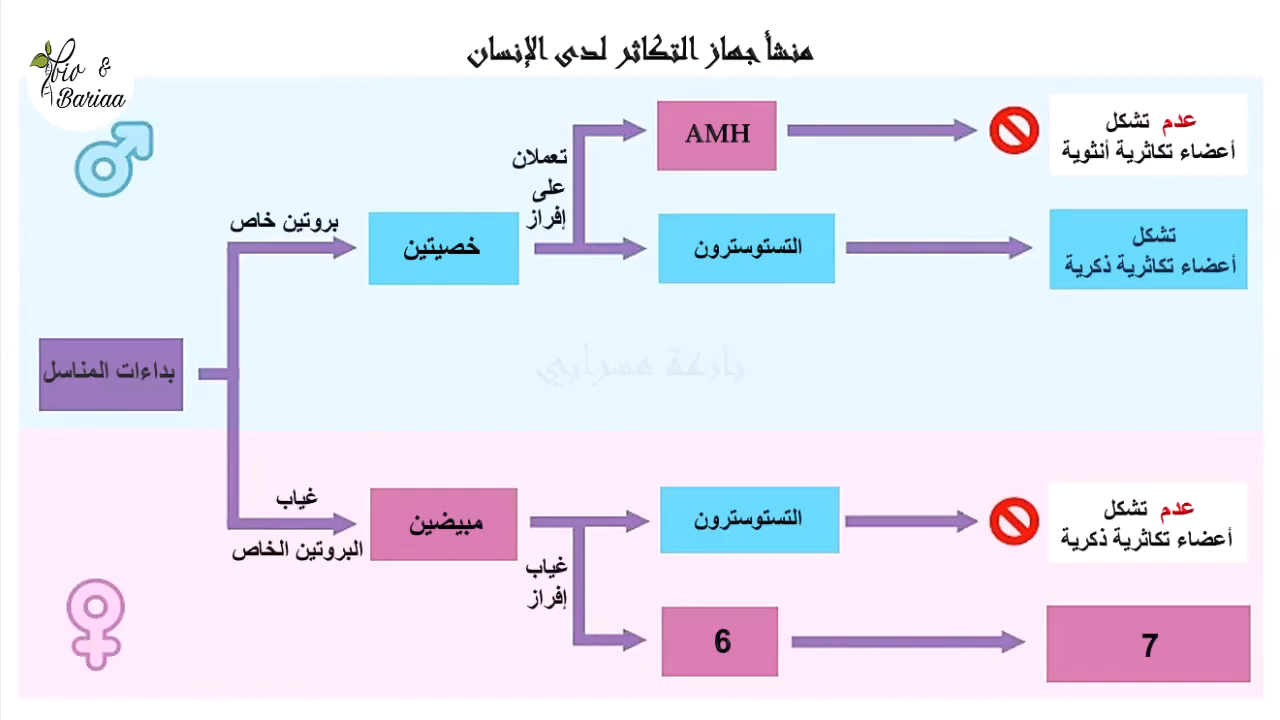 منشأ جهاز التكاثر لدى الإنسان
bio &
Bariaa
بداءات المناسل
بروتين خاص
خصيتين
تعملان
على
إفراز
AMH
عدم تشكل
أعضاء تكاثرية أنثوية
التستوسترون
تشكل
أعضاء تكاثرية ذكرية
بارعة مسرابي
غياب
البروتين الخاص
مبيضين
غياب
إفراز
التستوسترون
عدم تشكل
أعضاء تكاثرية ذكرية
6
7